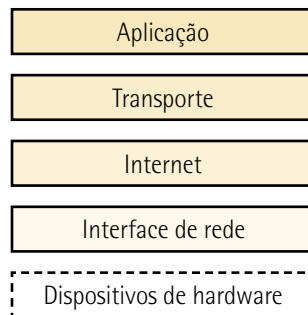 Aplicação
Transporte
Internet
Interface de rede
Dispositivos de hardware